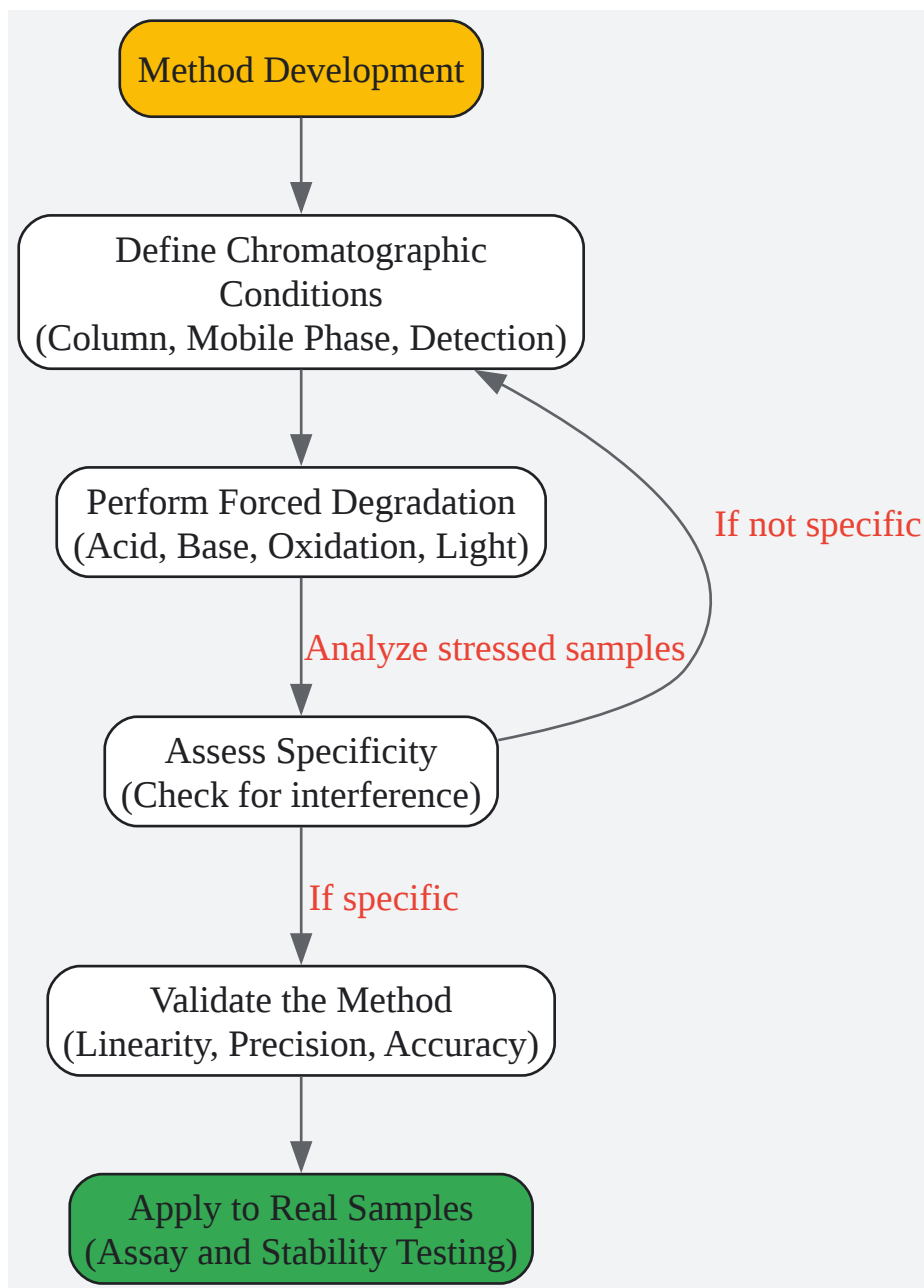 Method Development
Define Chromatographic
Conditions
(Column, Mobile Phase, Detection)
Perform Forced Degradation
(Acid, Base, Oxidation, Light)
If not specific
Analyze stressed samples
Assess Specificity
(Check for interference)
If specific
Validate the Method
(Linearity, Precision, Accuracy)
Apply to Real Samples
(Assay and Stability Testing)